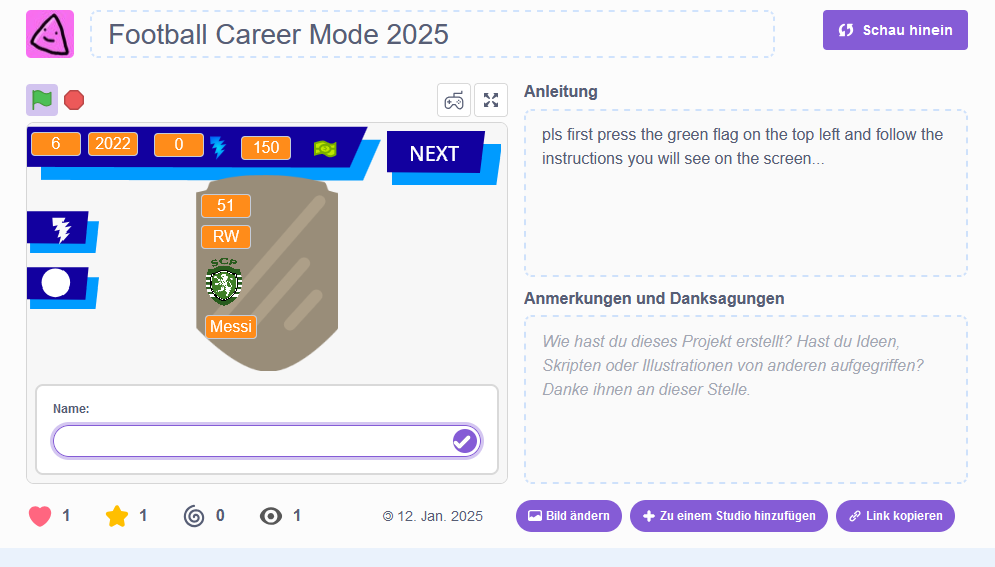 Football Career Mode 2025
Schau hinein
Anleitung
pls first press the green flag on the top left and follow the
instructions you will see on the screen...
6
2022
0
150
NEXT
51
RW
SCP
Messi
Name:
Anmerkungen und Danksagungen
Wie hast du dieses Projekt erstellt? Hast du Ideen,
Skripten oder Illustrationen von anderen aufgegriffen?
Danke ihnen an dieser Stelle.
1
1
0
1
© 12. Jan. 2025
Bild ändern
Zu einem Studio hinzufügen
Link kopieren